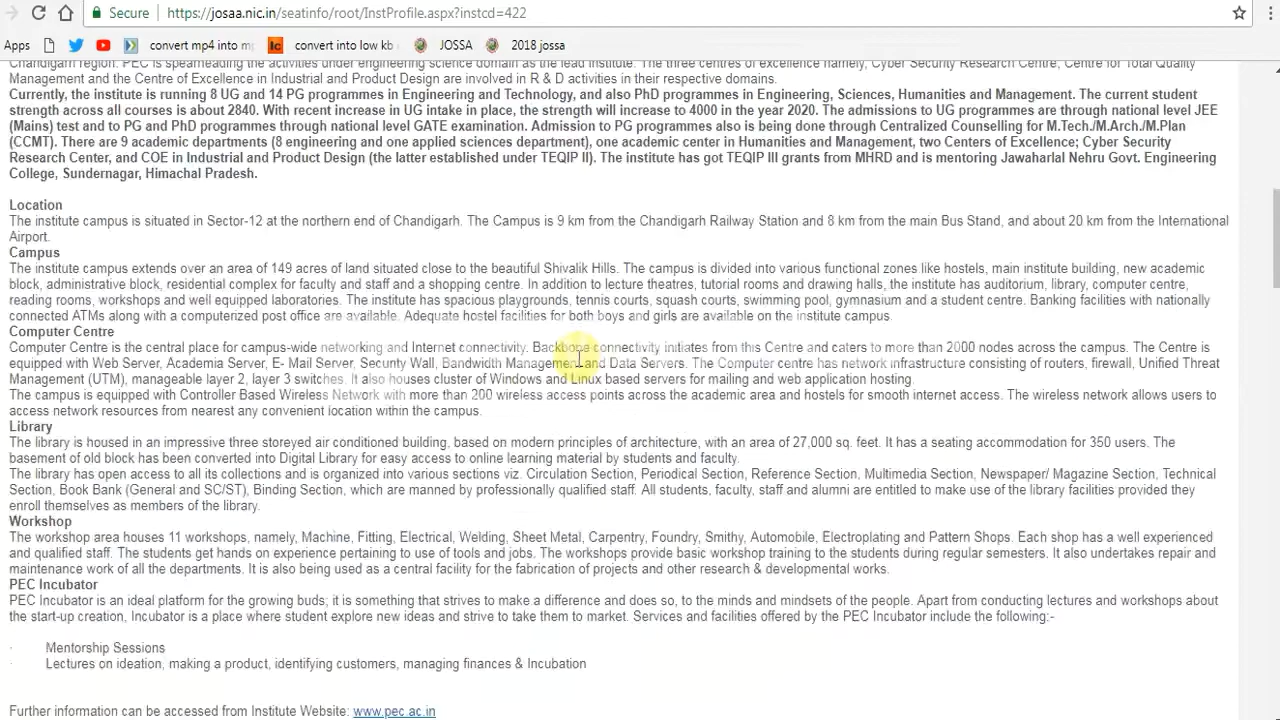 Secure https://josaa.nic.in/seatinfo/root/InstProfile.aspx?instcd=422
Apps convert mp4 into mp convert into low kb JOSSA 2018 jossa
Chandigarh region. PEC is spearheading the activities under engineering science domain as the lead institute. The three centres of excellence namely, Cyber Security Research Centre, Centre for Total Quality
Management and the Centre of Excellence in Industrial and Product Design are involved in R & D activities in their respective domains.
Currently, the institute is running 8 UG and 14 PG programmes in Engineering and Technology, and also PhD programmes in Engineering, Sciences, Humanities and Management. The current student
strength across all courses is about 2840. With recent increase in UG intake in place, the strength will increase to 4000 in the year 2020. The admissions to UG programmes are through national level JEE
(Mains) test and to PG and PhD programmes through national level GATE examination. Admission to PG programmes also is being done through Centralized Counselling for M.Tech./M.Arch./M.Plan
(CCMT). There are 9 academic departments (8 engineering and one applied sciences department), one academic center in Humanities and Management, two Centers of Excellence; Cyber Security
Research Center, and COE in Industrial and Product Design (the latter established under TEQIP II). The institute has got TEQIP III grants from MHRD and is mentoring Jawaharlal Nehru Govt. Engineering
College, Sundernagar, Himachal Pradesh.
Location
The institute campus is situated in Sector-12 at the northern end of Chandigarh. The Campus is 9 km from the Chandigarh Railway Station and 8 km from the main Bus Stand, and about 20 km from the International
Airport.
Campus
The institute campus extends over an area of 149 acres of land situated close to the beautiful Shivalik Hills. The campus is divided into various functional zones like hostels, main institute building, new academic
block, administrative block, residential complex for faculty and staff and a shopping centre. In addition to lecture theatres, tutorial rooms and drawing halls, the institute has auditorium, library, computer centre,
reading rooms, workshops and well equipped laboratories. The institute has spacious playgrounds, tennis courts, squash courts, swimming pool, gymnasium and a student centre. Banking facilities with nationally
connected ATMs along with a computerized post office are available. Adequate hostel facilities for both boys and girls are available on the institute campus.
Computer Centre
Computer Centre is the central place for campus-wide networking and Internet connectivity. Backbone connectivity initiates from this Centre and caters to more than 2000 nodes across the campus. The Centre is
equipped with Web Server, Academia Server, E- Mail Server, Security Wall, Bandwidth Management and Data Servers. The Computer centre has network infrastructure consisting of routers, firewall, Unified Threat
Management (UTM), manageable layer 2, layer 3 switches. It also houses cluster of Windows and Linux based servers for mailing and web application hosting.
The campus is equipped with Controller Based Wireless Network with more than 200 wireless access points across the academic area and hostels for smooth internet access. The wireless network allows users to
access network resources from nearest any convenient location within the campus.
Library
The library is housed in an impressive three storeyed air conditioned building, based on modern principles of architecture, with an area of 27,000 sq. feet. It has a seating accommodation for 350 users. The
basement of old block has been converted into Digital Library for easy access to online learning material by students and faculty.
The library has open access to all its collections and is organized into various sections viz. Circulation Section, Periodical Section, Reference Section, Multimedia Section, Newspaper/ Magazine Section, Technical
Section, Book Bank (General and SC/ST), Binding Section, which are manned by professionally qualified staff. All students, faculty, staff and alumni are entitled to make use of the library facilities provided they
enroll themselves as members of the library.
Workshop
The workshop area houses 11 workshops, namely, Machine, Fitting, Electrical, Welding, Sheet Metal, Carpentry, Foundry, Smithy, Automobile, Electroplating and Pattern Shops. Each shop has a well experienced
and qualified staff. The students get hands on experience pertaining to use of tools and jobs. The workshops provide basic workshop training to the students during regular semesters. It also undertakes repair and
maintenance work of all the departments. It is also being used as a central facility for the fabrication of projects and other research & developmental works.
PEC Incubator
PEC Incubator is an ideal platform for the growing buds; it is something that strives to make a difference and does so, to the minds and mindsets of the people. Apart from conducting lectures and workshops about
the start-up creation, Incubator is a place where student explore new ideas and strive to take them to market. Services and facilities offered by the PEC Incubator include the following:-
· Mentorship Sessions
· Lectures on ideation, making a product, identifying customers, managing finances & Incubation
Further information can be accessed from Institute Website: www.pec.ac.in